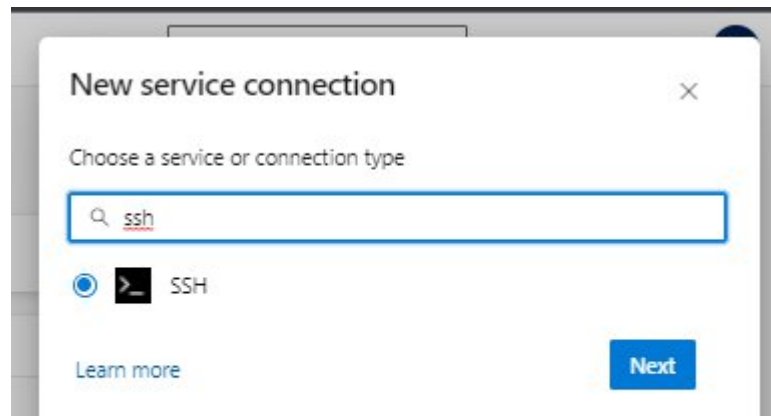 New service connection
Choose a service or connection type
ssh
SSH
Learn more
Next